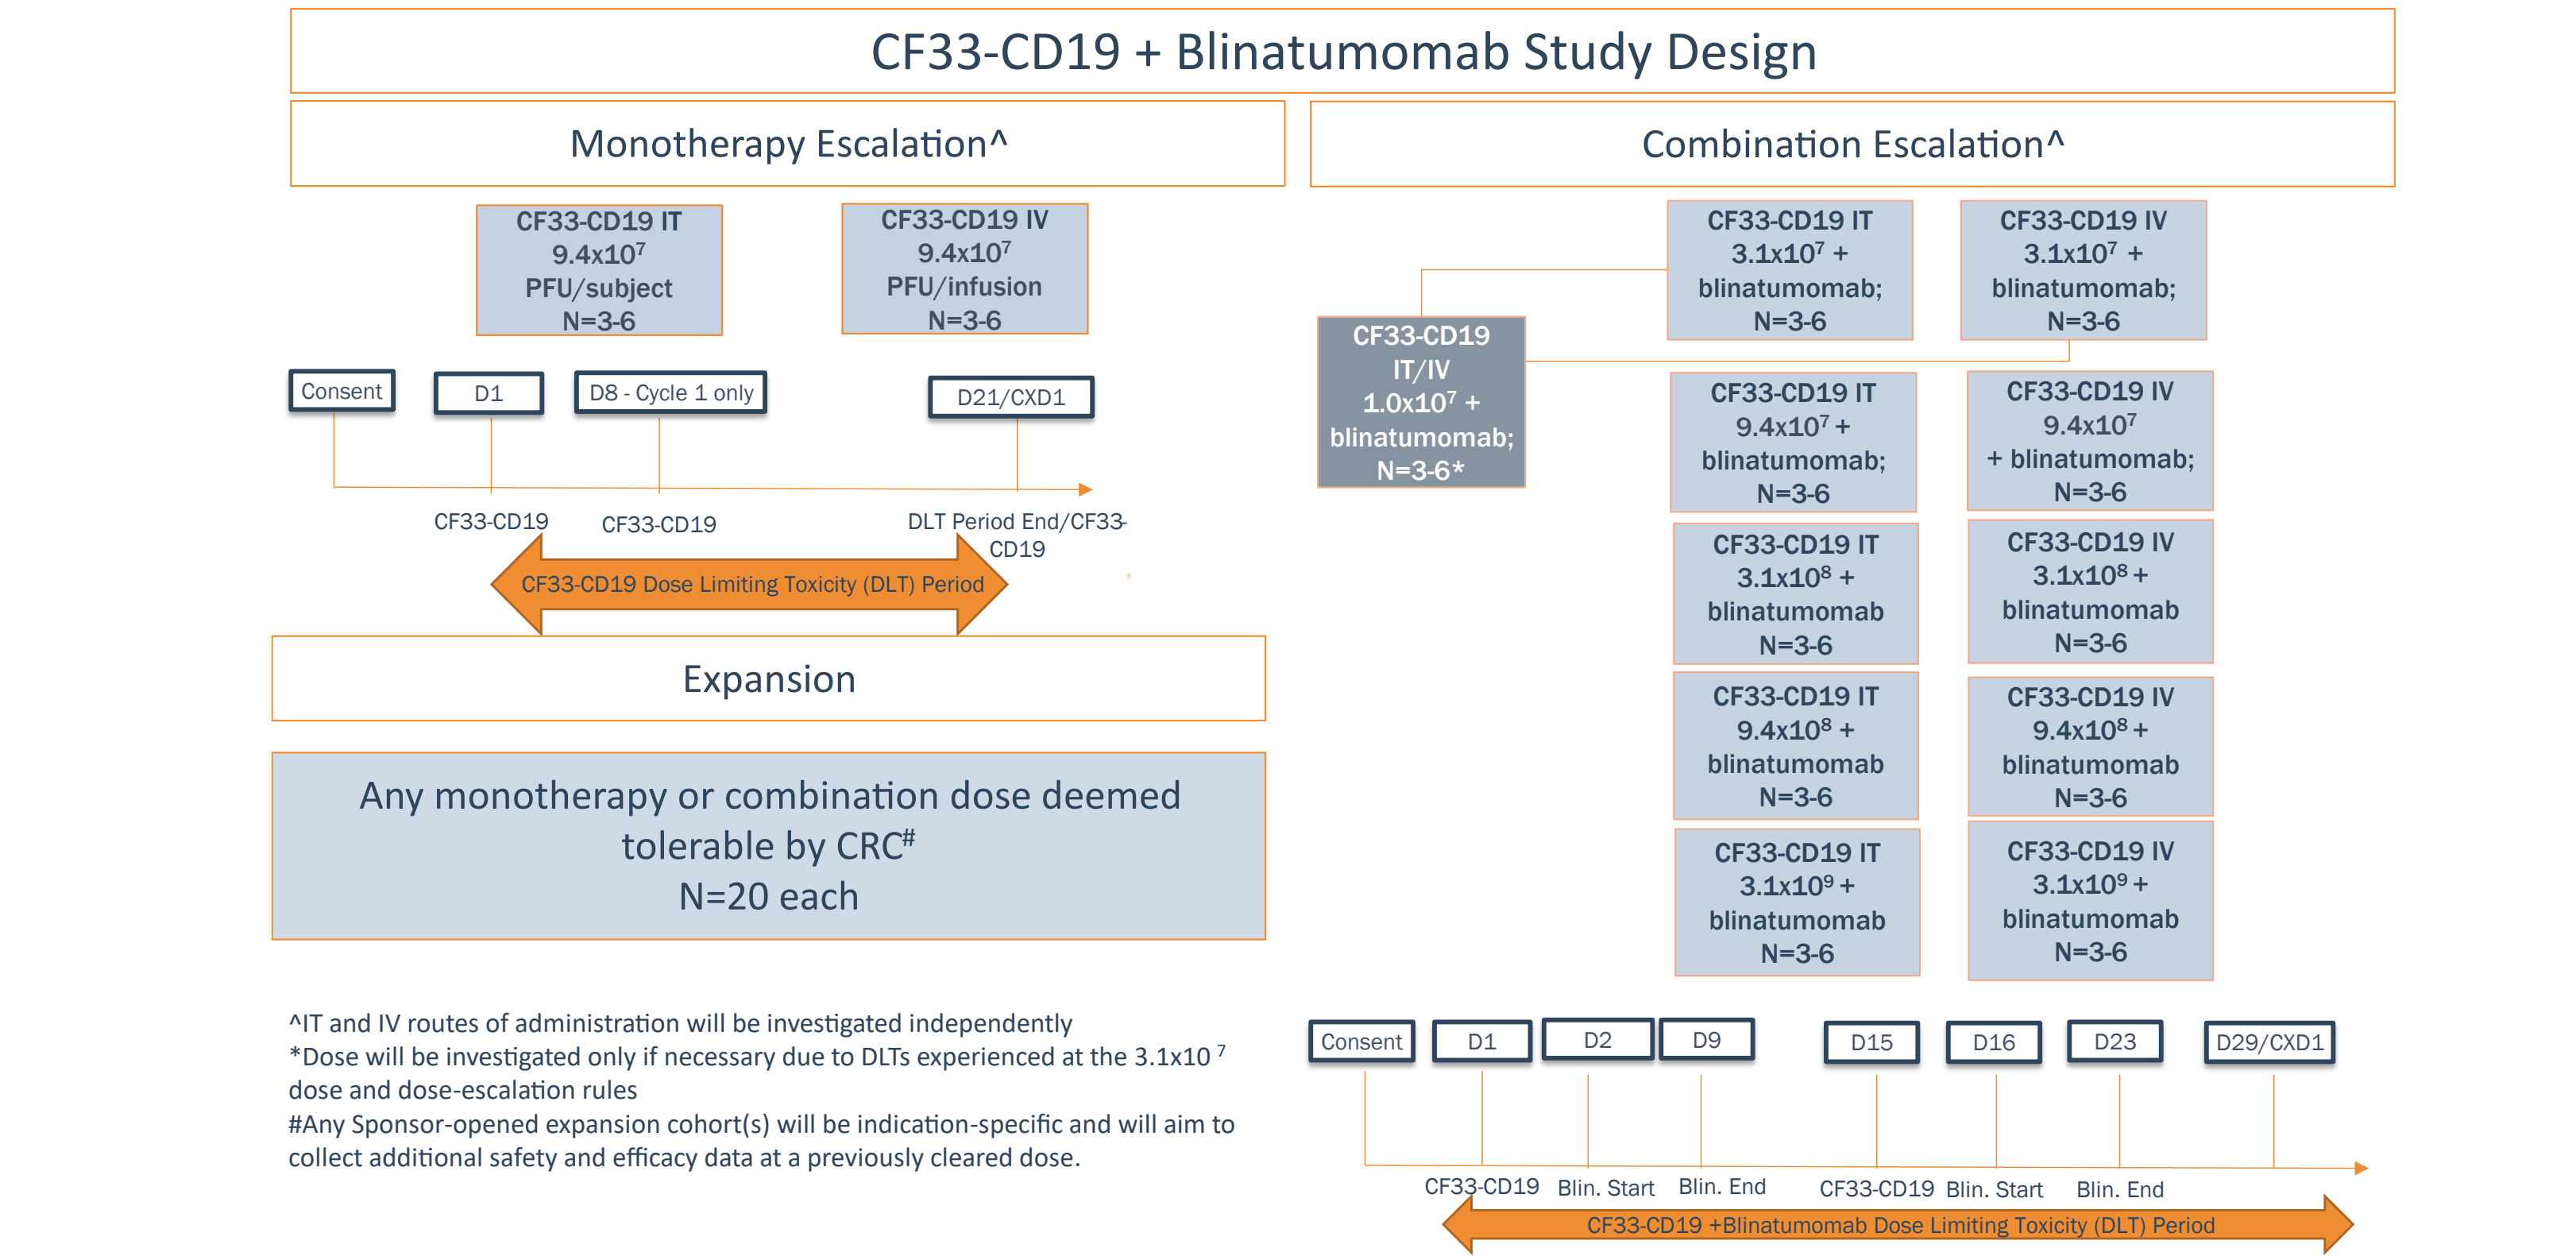 CF33-CD19 + Blinatumomab Study Design
Monotherapy Escalation^
CF33-CD19 IT
9.4x10⁷
PFU/subject
N=3-6
CF33-CD19 IV
9.4x10⁷
PFU/infusion
N=3-6
Consent
D1
D8 - Cycle 1 only
D21/CXD1
CF33-CD19
CF33-CD19
DLT Period End/CF33-
CD19
CF33-CD19 Dose Limiting Toxicity (DLT) Period
Expansion
Any monotherapy or combination dose deemed
tolerable by CRC#
N=20 each
^IT and IV routes of administration will be investigated independently
*Dose will be investigated only if necessary due to DLTs experienced at the 3.1x10 ⁷
dose and dose-escalation rules
#Any Sponsor-opened expansion cohort(s) will be indication-specific and will aim to
collect additional safety and efficacy data at a previously cleared dose.
Combination Escalation^
CF33-CD19
IT/IV
1.0x10⁷ +
blinatumomab;
N=3-6*
CF33-CD19 IT
3.1x10⁷ +
blinatumomab;
N=3-6
CF33-CD19 IV
3.1x10⁷ +
blinatumomab;
N=3-6
CF33-CD19 IT
9.4x10⁷ +
blinatumomab;
N=3-6
CF33-CD19 IV
9.4x10⁷
+ blinatumomab;
N=3-6
CF33-CD19 IT
3.1x10⁸ +
blinatumomab
N=3-6
CF33-CD19 IV
3.1x10⁸ +
blinatumomab
N=3-6
CF33-CD19 IT
9.4x10⁸ +
blinatumomab
N=3-6
CF33-CD19 IV
9.4x10⁸ +
blinatumomab
N=3-6
CF33-CD19 IT
3.1x10⁹ +
blinatumomab
N=3-6
CF33-CD19 IV
3.1x10⁹ +
blinatumomab
N=3-6
Consent
D1
D2
D9
D15
D16
D23
D29/CXD1
CF33-CD19
Blin. Start
Blin. End
CF33-CD19
Blin. Start
Blin. End
CF33-CD19 +Blinatumomab Dose Limiting Toxicity (DLT) Period